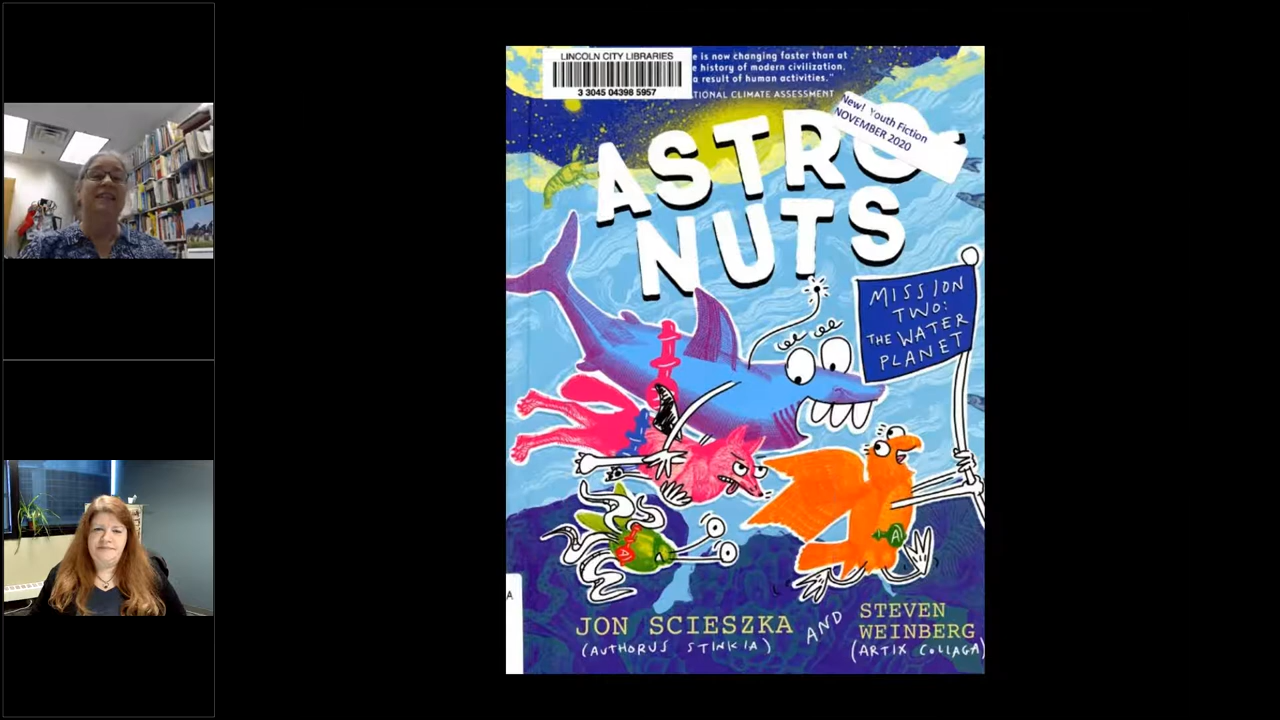 LINCOLN CITY LIBRARIES
3 3045 04398 5957
e is now changing faster than at
e history of modern civilization,
a result of human activities."
TIONAL CLIMATE ASSESSMENT
New! Youth Fiction
NOVEMBER 2020
ASTRO-
NUTS
MISSION
TWO:
THE WATER
PLANET
A
A
A
JON SCIESZKA
(AUTHORUS STINKIA)
AND
STEVEN
WEINBERG
(ARTIX COLLAGA)